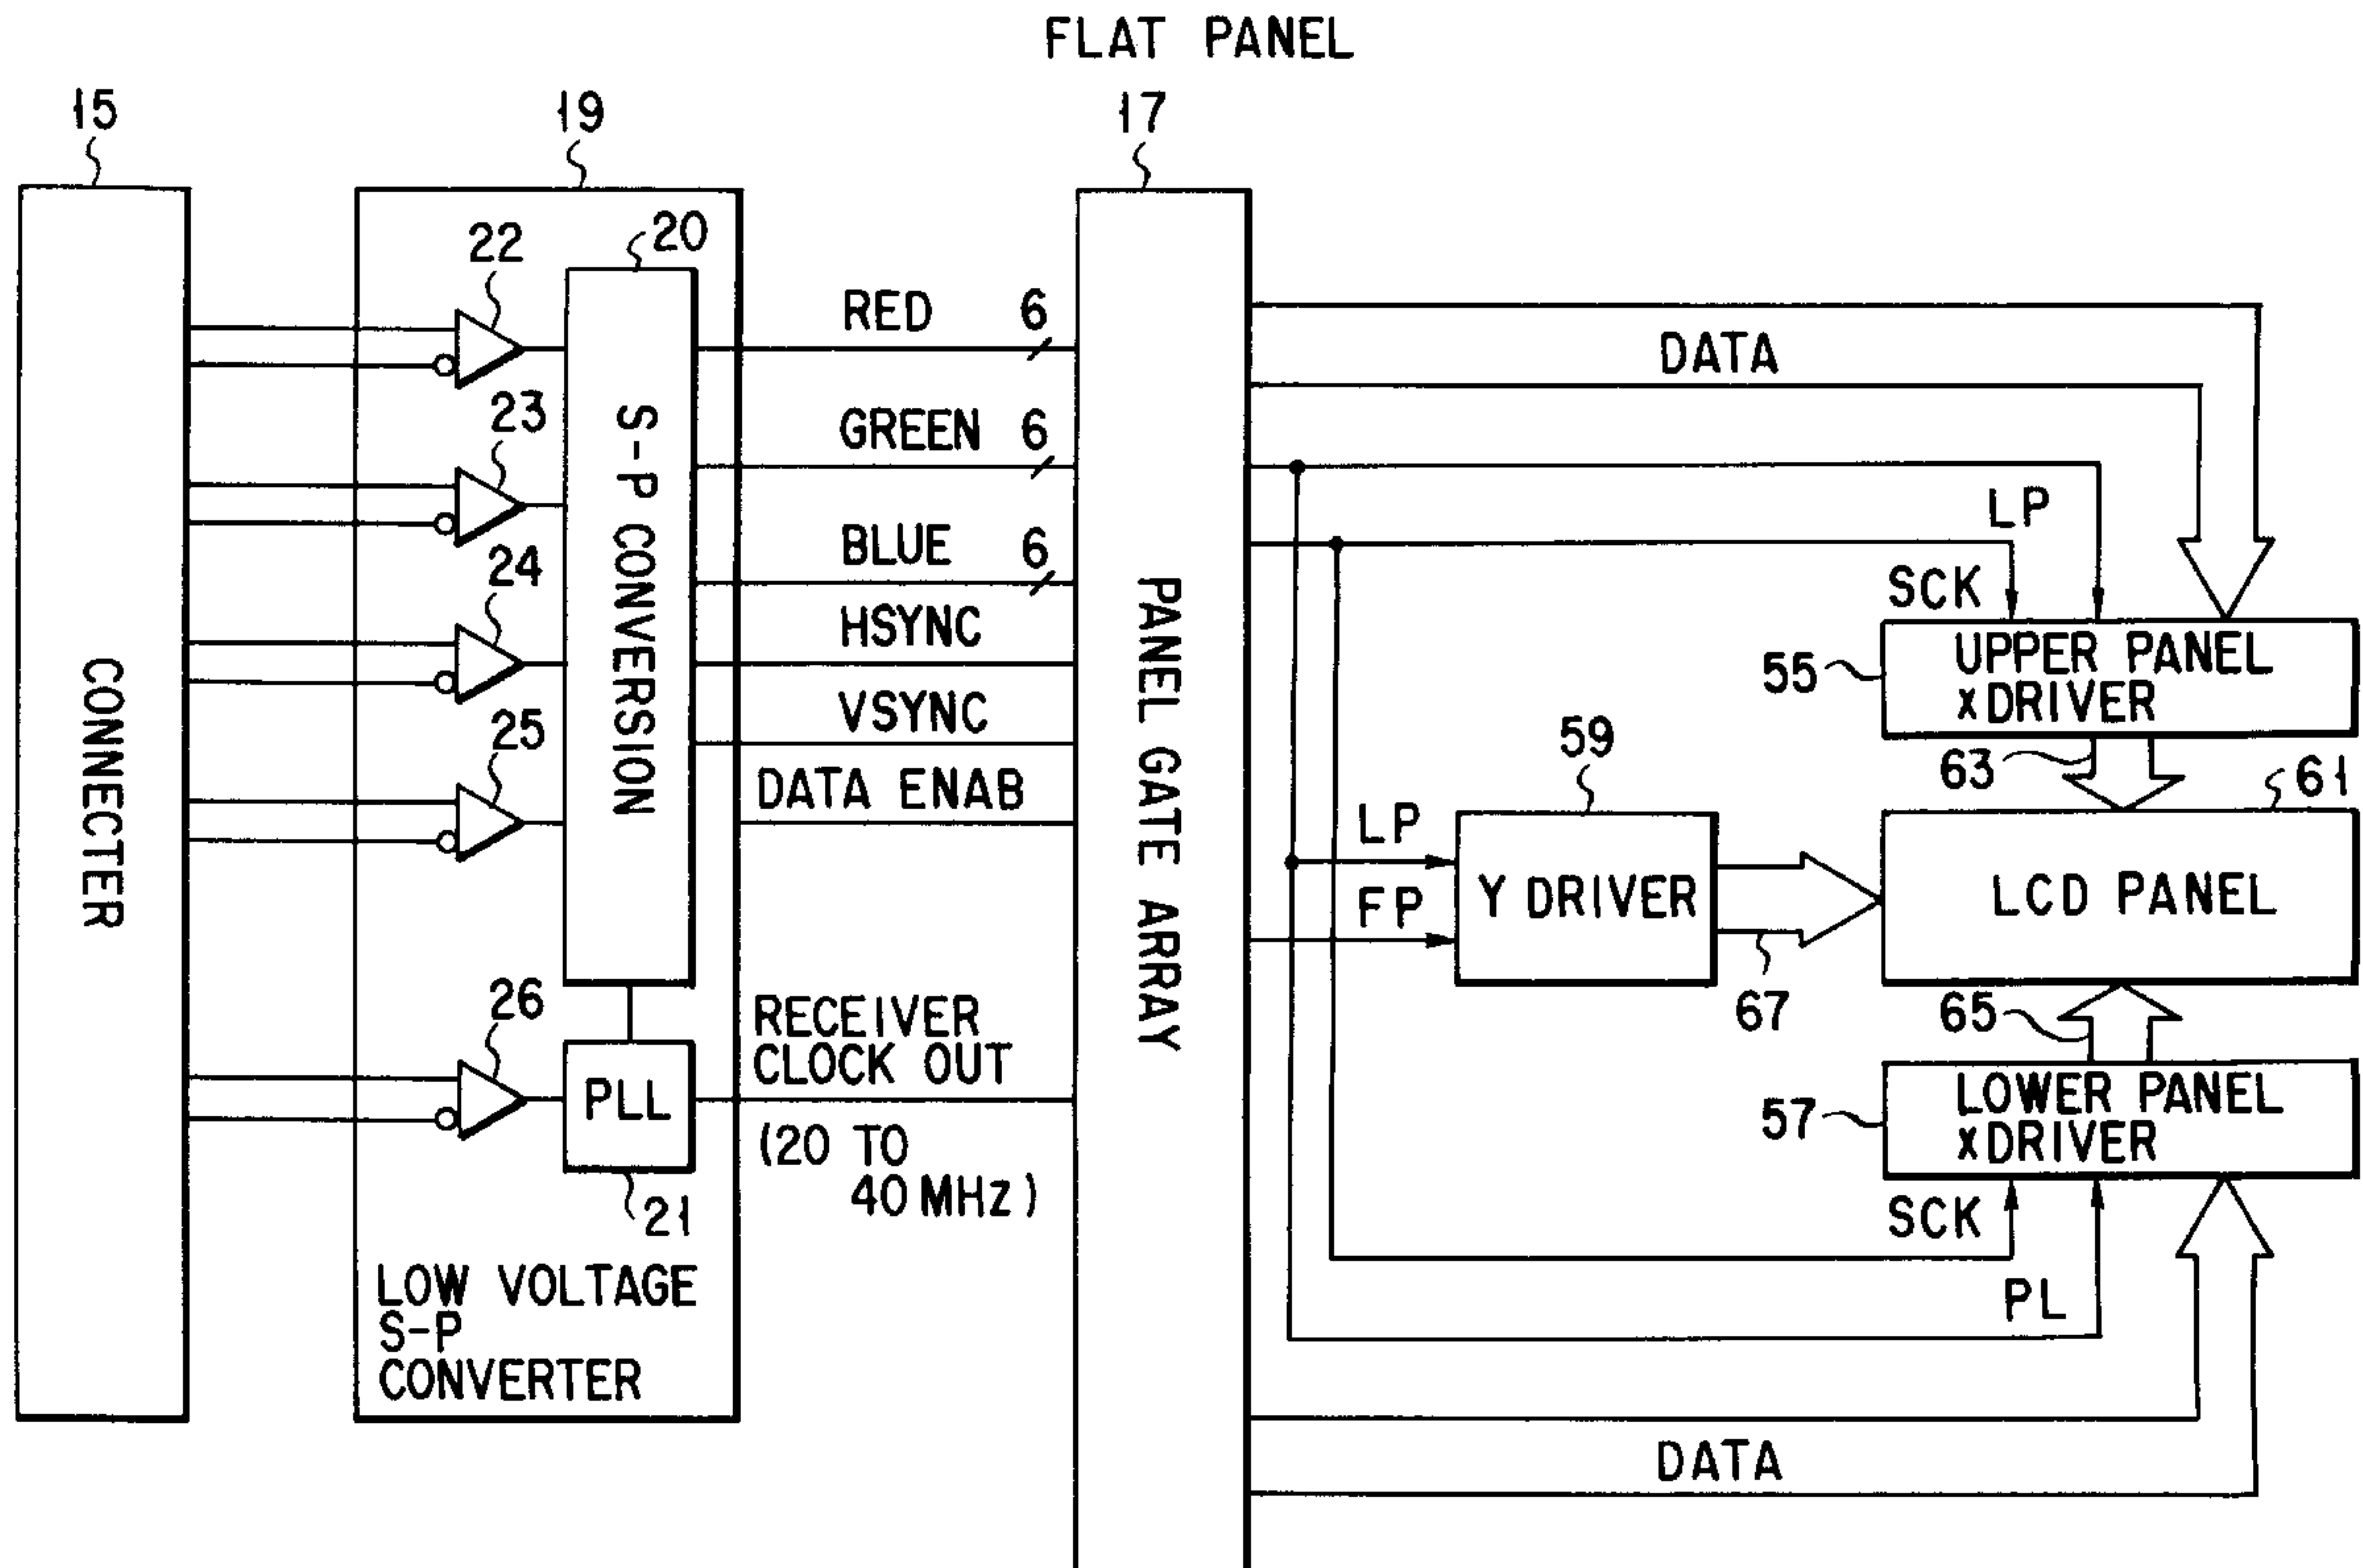 FLAT PANEL
15
19
17
22
20
23
24
25
26
21
CONNECTER
S-P CONVERSION
PLL
LOW VOLTAGE
S-P
CONVERTER
RED
6
GREEN
6
BLUE
6
HSYNC
VSYNC
DATA ENAB
RECEIVER
CLOCK OUT
(20 TO
40 MHz)
PANEL GATE ARRAY
DATA
LP
SCK
55
UPPER PANEL
X DRIVER
63
61
59
LP
FP
Y DRIVER
67
LCD PANEL
65
57
LOWER PANEL
X DRIVER
SCK
PL
DATA